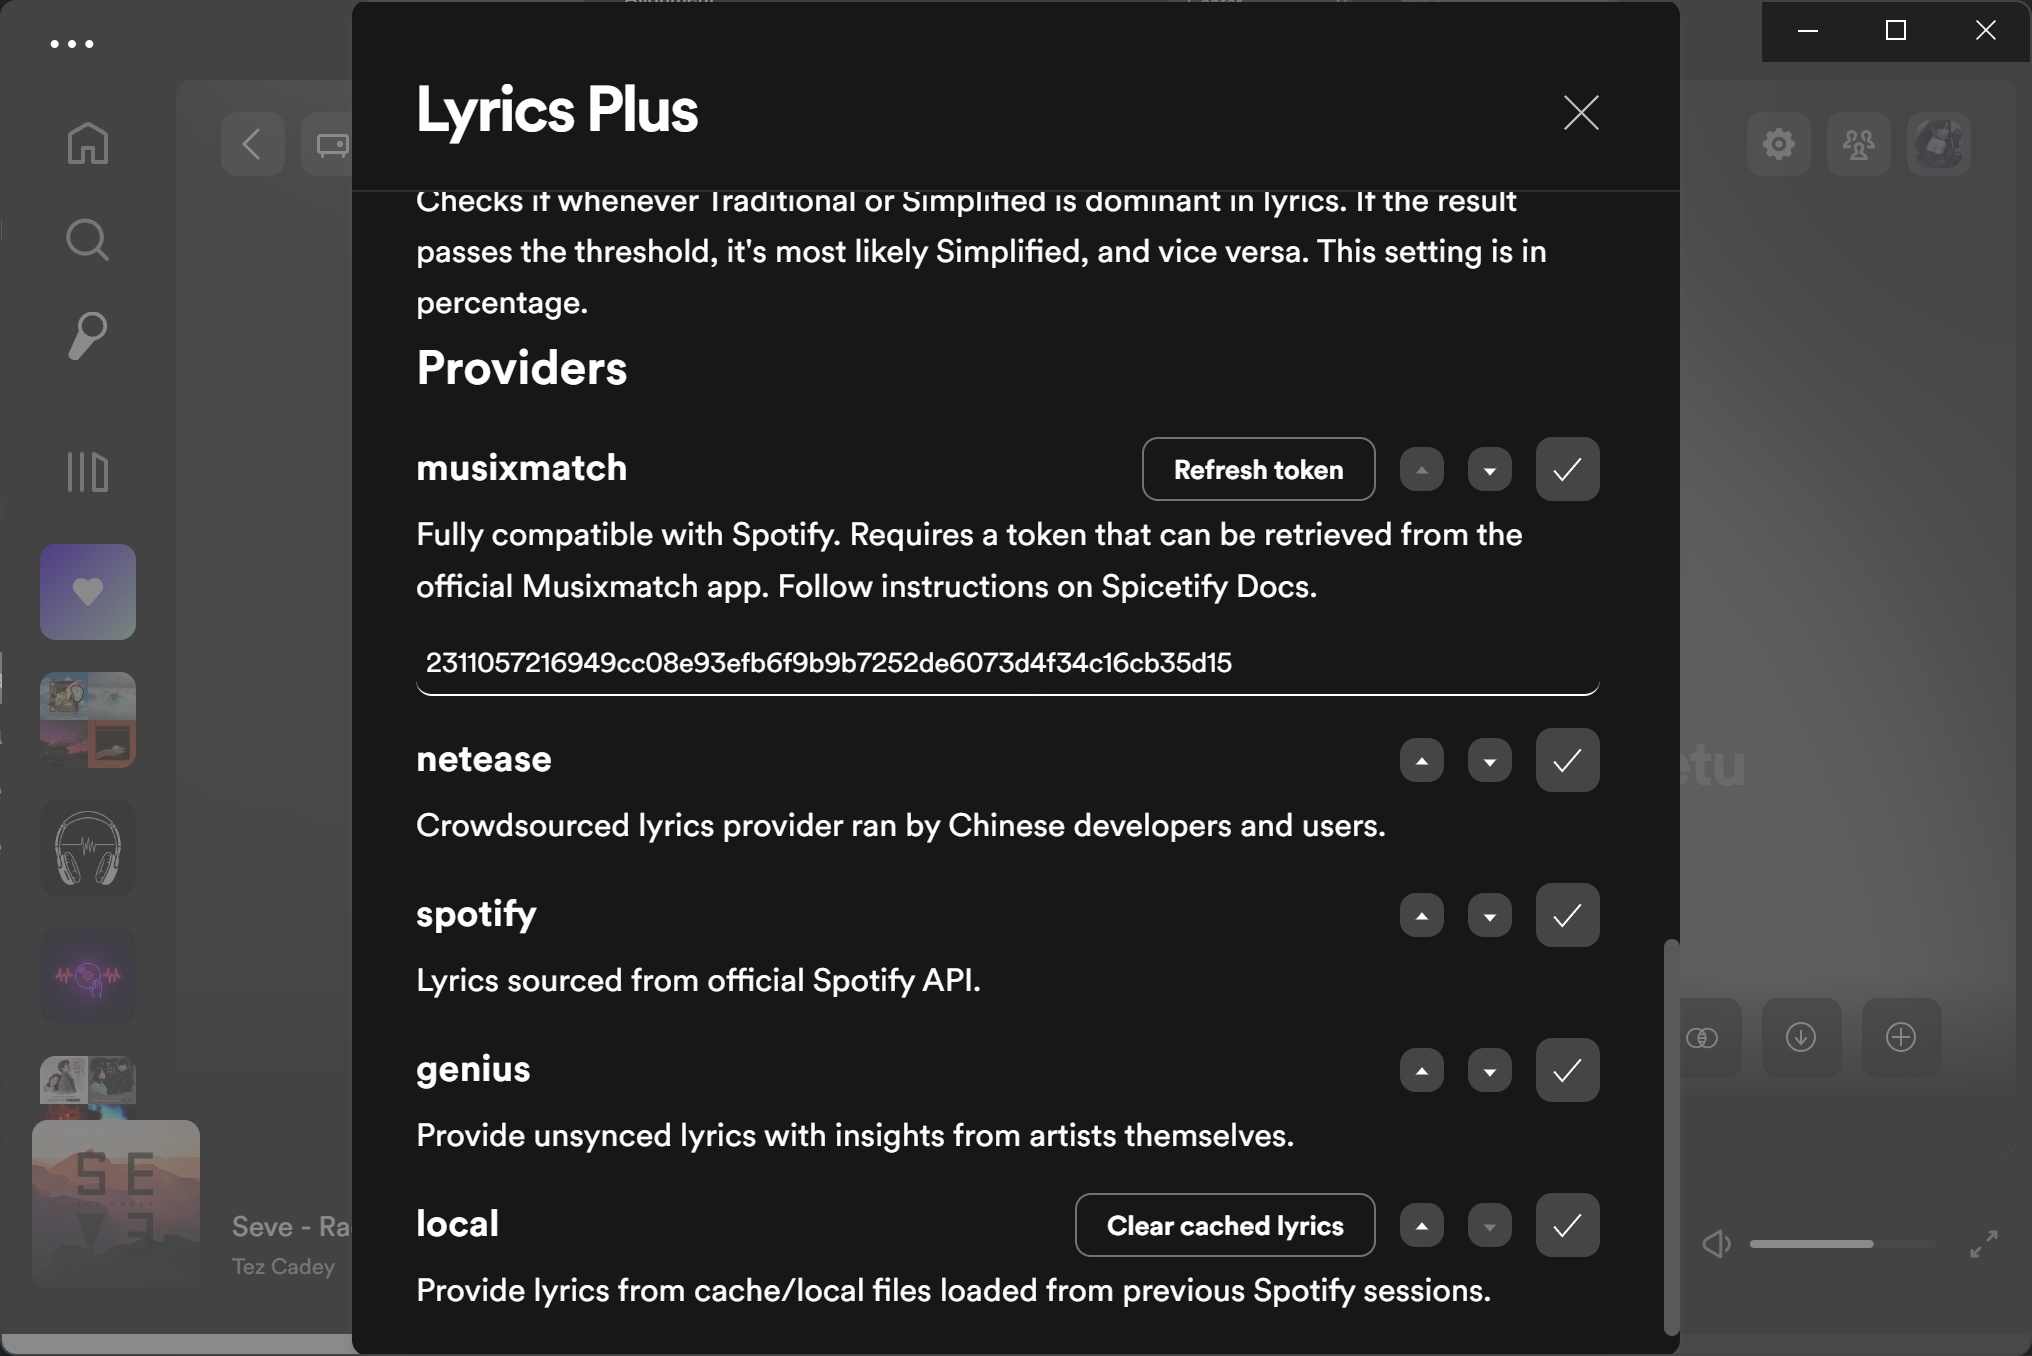 Lyrics Plus
Checks if whenever Traditional or Simplified is dominant in lyrics. If the result
passes the threshold, it's most likely Simplified, and vice versa. This setting is in
percentage.
Providers
musixmatch
Refresh token
Fully compatible with Spotify. Requires a token that can be retrieved from the
official Musixmatch app. Follow instructions on Spicetify Docs.
2311057216949cc08e93efb6f9b9b7252de6073d4f34c16cb35d15
netease
Crowdsourced lyrics provider ran by Chinese developers and users.
etu
spotify
Lyrics sourced from official Spotify API.
genius
Provide unsynced lyrics with insights from artists themselves.
local
Clear cached lyrics
Provide lyrics from cache/local files loaded from previous Spotify sessions.
SE
Seve - Ra
Tez Cadey